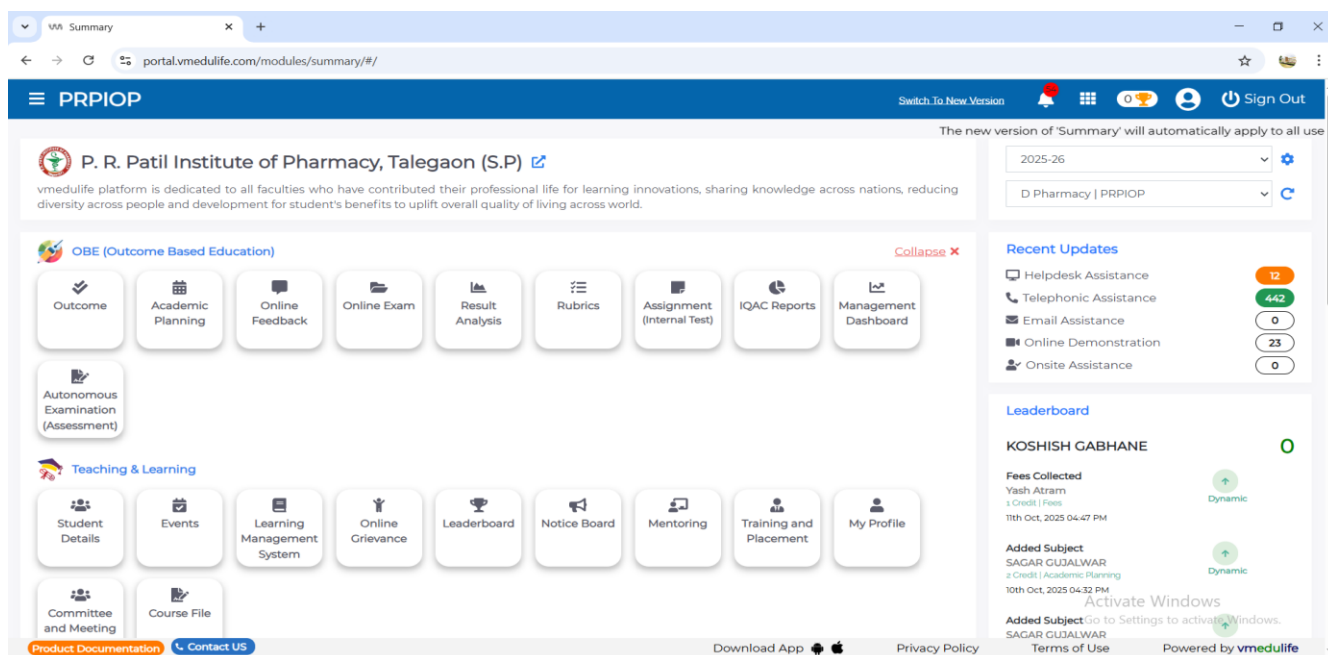 Summary
portal.vmedulife.com/modules/summary/#/
PRPIOP
Switch To New Version
0
Sign Out
The new version of 'Summary' will automatically apply to all use
P. R. Patil Institute of Pharmacy, Talegaon (S.P)
vmedulife platform is dedicated to all faculties who have contributed their professional life for learning innovations, sharing knowledge across nations, reducing
diversity across people and development for student's benefits to uplift overall quality of living across world.
2025-26
D Pharmacy | PRPIOP
OBE (Outcome Based Education)
Collapse
Outcome
Academic
Planning
Online
Feedback
Online Exam
Result
Analysis
Rubrics
Assignment
(Internal Test)
IQAC Reports
Management
Dashboard
Autonomous
Examination
(Assessment)
Teaching & Learning
Student
Details
Events
Learning
Management
System
Online
Grievance
Leaderboard
Notice Board
Mentoring
Training and
Placement
My Profile
Committee
and Meeting
Course File
Recent Updates
Helpdesk Assistance 12
Telephonic Assistance 442
Email Assistance 0
Online Demonstration 23
Onsite Assistance 0
Leaderboard
KOSHISH GABHANE 0
Fees Collected
Yash Atram
1 Credit | Fees
11th Oct, 2025 04:47 PM
Dynamic
Added Subject
SAGAR GUJALWAR
2 Credit | Academic Planning
10th Oct, 2025 04:32 PM
Dynamic
Added Subject
SAGAR GUJALWAR
Activate Windows
Go to Settings to activate Windows.
Product Documentation
Contact US
Download App
Privacy Policy
Terms of Use
Powered by vmedulife